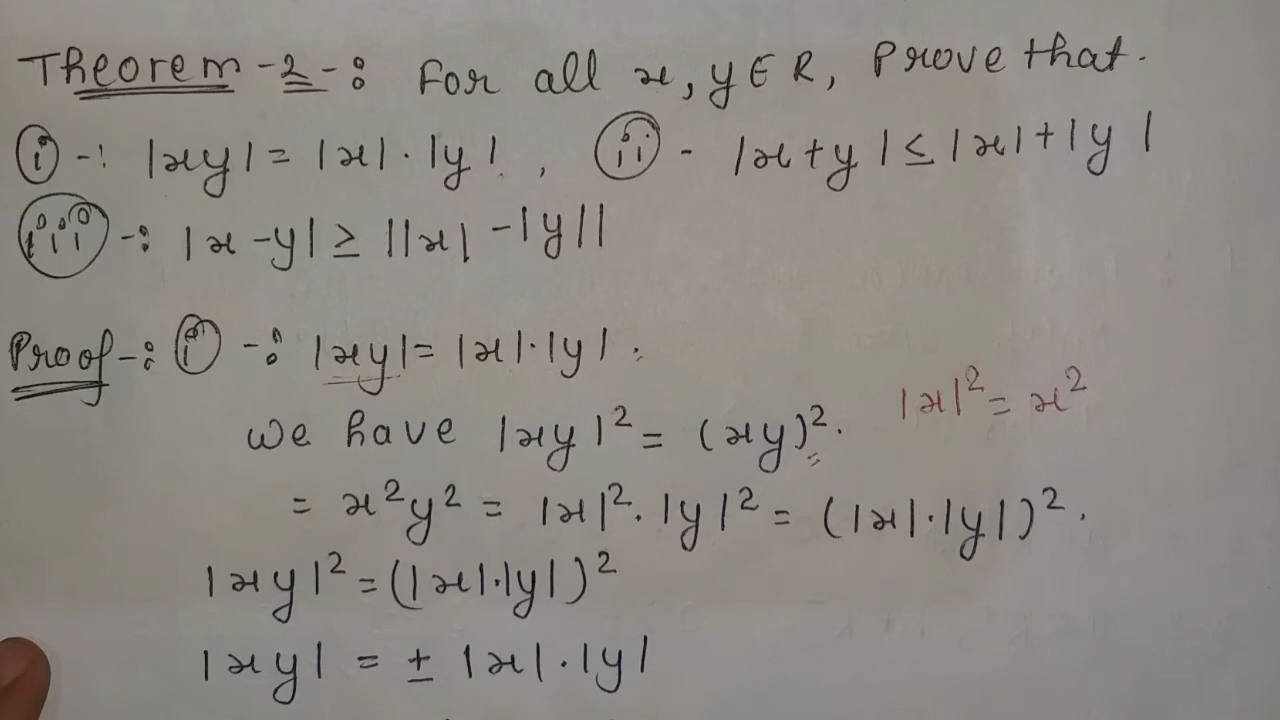 Theorem-2-: For all x, y ∈ R, Prove that.
(i) -: |xy| = |x|·|y|, (ii) - |x+y| ≤ |x|+|y|
(iii) -: |x-y| ≥ ||x| - |y||
Proof-: (i) -: |xy| = |x|·|y|.
|x|² = x²
We have |xy|² = (xy)².
= x²y² = |x|². |y|² = (|x|·|y|)².
|xy|² = (|x|·|y|)²
|xy| = ± |x|·|y|